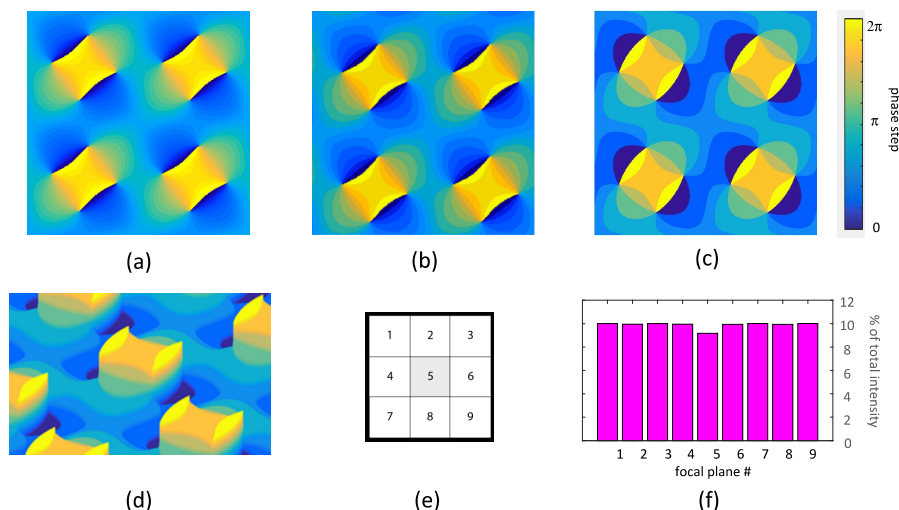 2π
π
0
phase step
(a)
(b)
(c)
1 2 3
4 5 6
7 8 9
12
10
8
6
4
2
0
% of total intensity
1 2 3 4 5 6 7 8 9
focal plane #
(d)
(e)
(f)